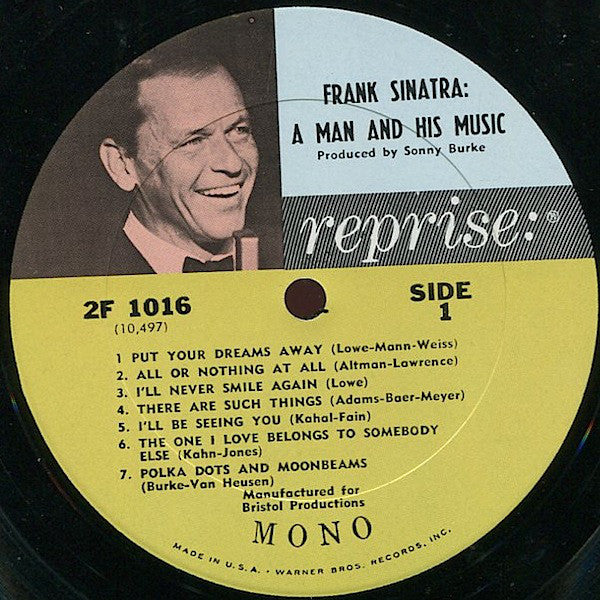 FRANK SINATRA:
A MAN AND HIS MUSIC
Produced by Sonny Burke
reprise:®
2F 1016
(10,497)
SIDE
1
1 PUT YOUR DREAMS AWAY (Lowe-Mann-Weiss)
2. ALL OR NOTHING AT ALL (Altman-Lawrence)
3. I'LL NEVER SMILE AGAIN (Lowe)
4. THERE ARE SUCH THINGS (Adams-Baer-Meyer)
5. I'LL BE SEEING YOU (Kahal-Fain)
6. THE ONE I LOVE BELONGS TO SOMEBODY
ELSE (Kahn-Jones)
7. POLKA DOTS AND MOONBEAMS
(Burke-Van Heusen)
Manufactured for
Bristol Productions
MONO
MADE IN U.S.A. • WARNER BROS. RECORDS, INC.